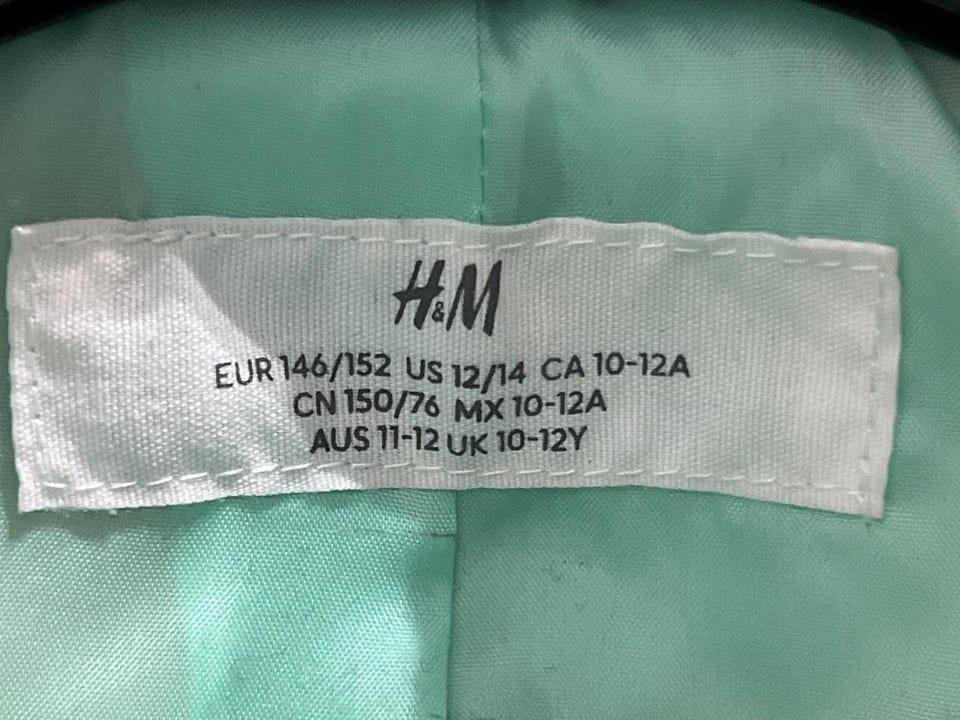 H&M
EUR 146/152 US 12/14 CA 10-12A
CN 150/76 MX 10-12A
AUS 11-12 UK 10-12Y